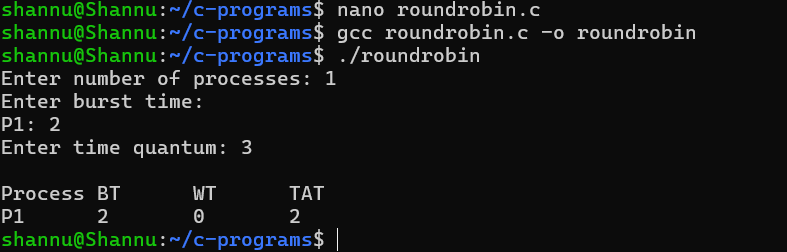 shannu@Shannu:~/c-programs$ nano roundrobin.c
shannu@Shannu:~/c-programs$ gcc roundrobin.c -o roundrobin
shannu@Shannu:~/c-programs$ ./roundrobin
Enter number of processes: 1
Enter burst time:
P1: 2
Enter time quantum: 3

Process BT      WT      TAT
P1      2       0       2
shannu@Shannu:~/c-programs$